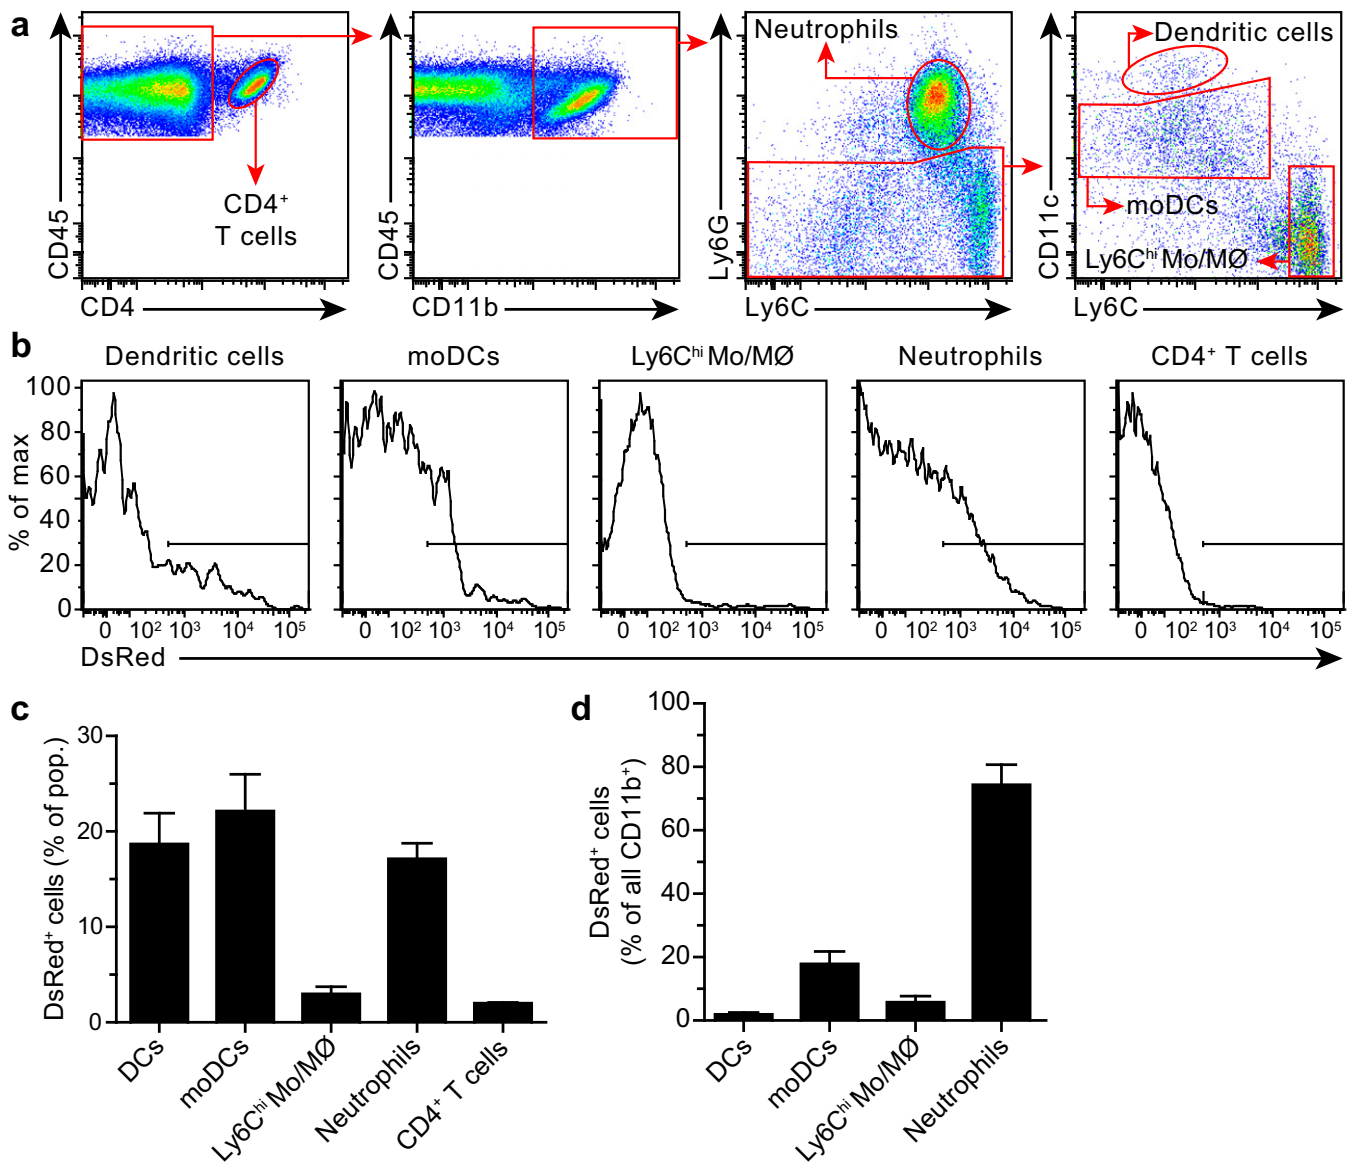 a
CD45
CD4
CD4⁺
T cells
CD45
CD11b
Neutrophils
Ly6G
Ly6C
Dendritic cells
moDCs
Ly6Cʰⁱ Mo/MØ
CD11c
Ly6C
b
Dendritic cells
moDCs
Ly6Cʰⁱ Mo/MØ
Neutrophils
CD4⁺ T cells
% of max
100
80
60
40
20
0
0 10² 10³ 10⁴ 10⁵
0 10² 10³ 10⁴ 10⁵
0 10² 10³ 10⁴ 10⁵
0 10² 10³ 10⁴ 10⁵
0 10² 10³ 10⁴ 10⁵
DsRed
c
DsRed⁺ cells (% of pop.)
30
20
10
0
DCs
moDCs
Ly6Cʰⁱ Mo/MØ
Neutrophils
CD4⁺ T cells
d
DsRed⁺ cells
(% of all CD11b⁺)
100
80
60
40
20
0
DCs
moDCs
Ly6Cʰⁱ Mo/MØ
Neutrophils